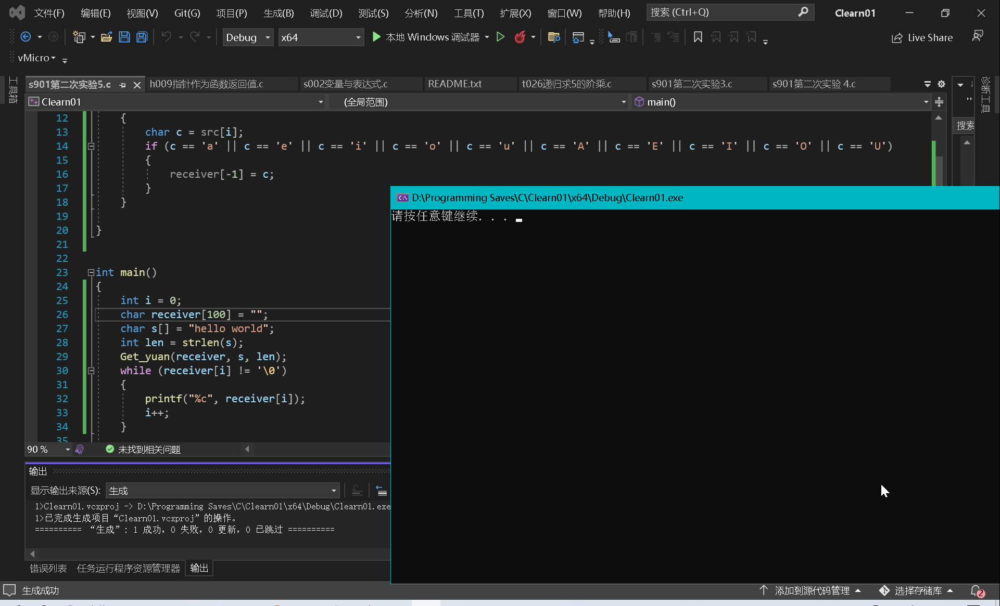 文件(F) 编辑(E) 视图(V) Git(G) 项目(P) 生成(B) 调试(D) 测试(S) 分析(N) 工具(T) 扩展(X) 窗口(W) 帮助(H) 搜索 (Ctrl+Q) Clearn01
Debug x64 本地 Windows 调试器 Live Share
vMicro
工具箱
s901第二次实验5.c h009指针作为函数返回值.c s002变量与表达式.c README.txt t026递归求5的阶乘.c s901第二次实验3.c s901第二次实验 4.c
诊断工具
Clearn01 (全局范围) main()
搜索
12 {
13 char c = src[i];
14 if (c == 'a' || c == 'e' || c == 'i' || c == 'o' || c == 'u' || c == 'A' || c == 'E' || c == 'I' || c == 'O' || c == 'U')
15 {
16 receiver[-1] = c;
17 }
18 }
19
20 }
21
22
23 int main()
24 {
25 int i = 0;
26 char receiver[100] = "";
27 char s[] = "hello world";
28 int len = strlen(s);
29 Get_yuan(receiver, s, len);
30 while (receiver[i] != '\0')
31 {
32 printf("%c", receiver[i]);
33 i++;
34 }
35
D:\Programming Saves\C\Clearn01\x64\Debug\Clearn01.exe
请按任意键继续. . .
90 % 未找到相关问题
输出
显示输出来源(S): 生成
1>Clearn01.vcxproj -> D:\Programming Saves\C\Clearn01\x64\Debug\Clearn01.exe
1>已完成生成项目“Clearn01.vcxproj”的操作。
========== “生成”: 1 成功，0 失败，0 更新，0 已跳过 ==========
错误列表 任务运行程序资源管理器 输出
生成成功 添加到源代码管理 选择存储库 2